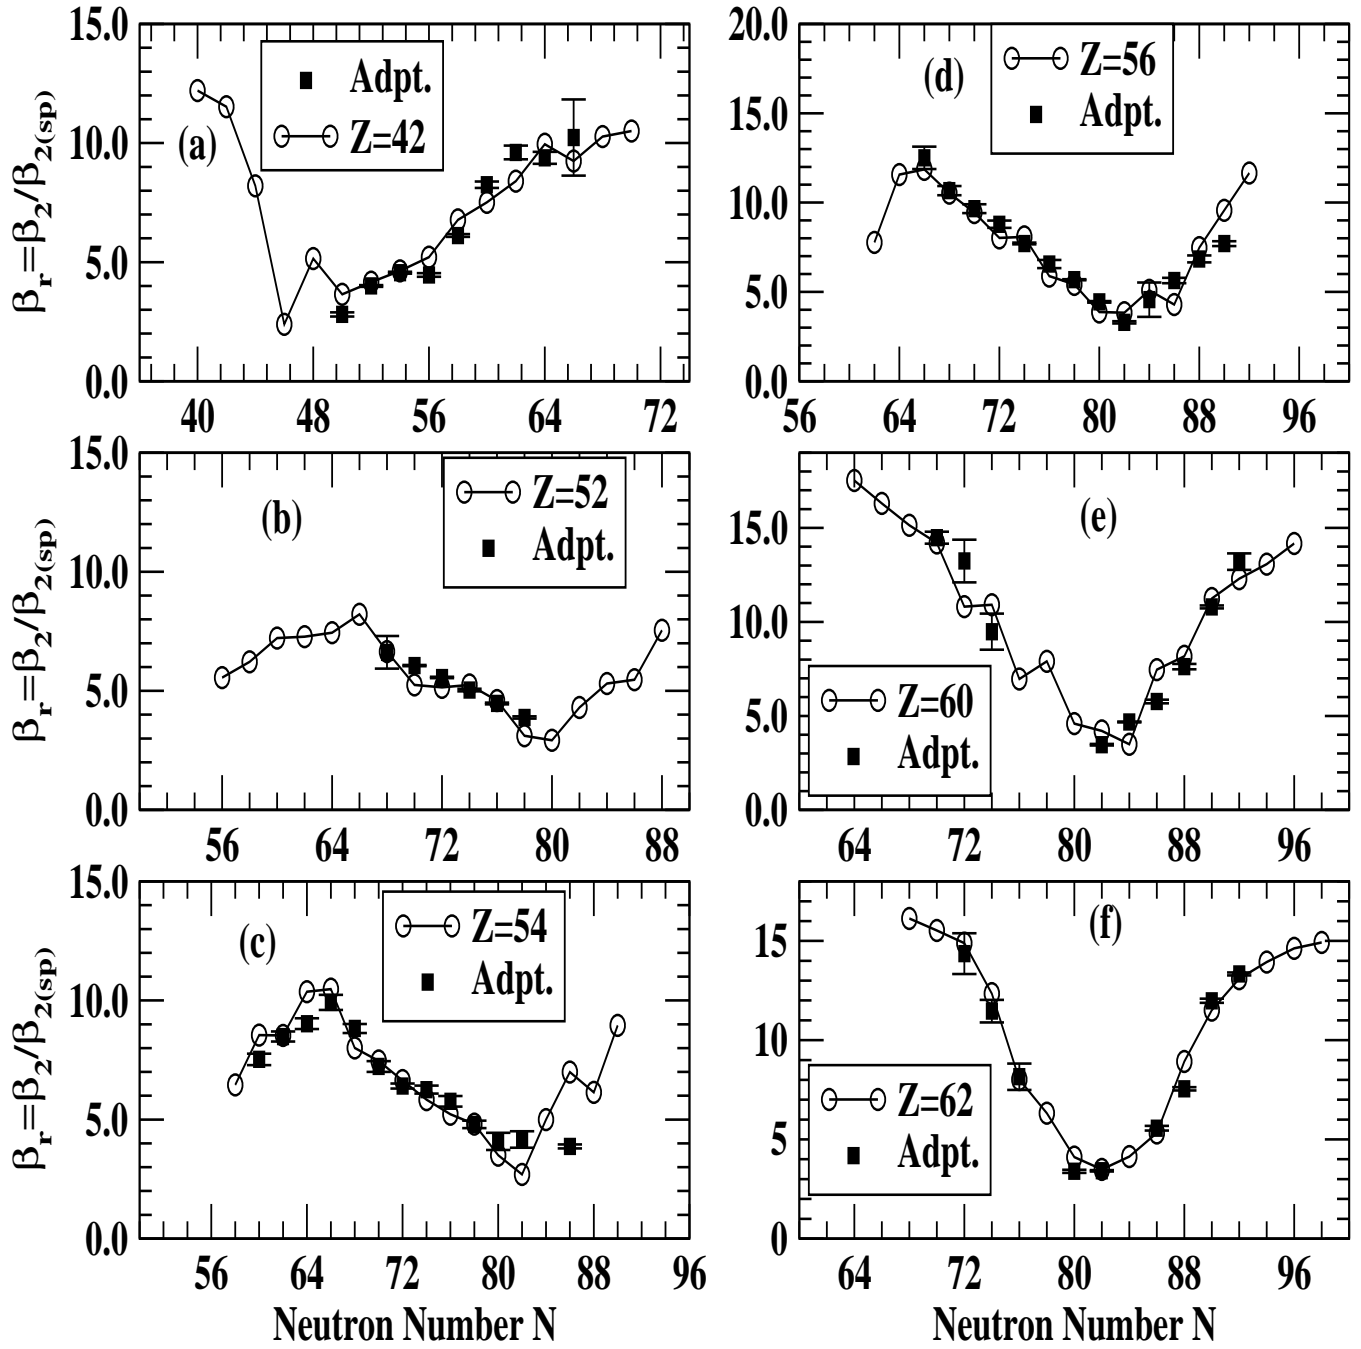 15.0
10.0
5.0
0.0
β_r=β_2/β_2(sp)
(a)
Adpt.
Z=42
40 48 56 64 72
20.0
15.0
10.0
5.0
0.0
(d)
Z=56
Adpt.
56 64 72 80 88 96
15.0
10.0
5.0
0.0
β_r=β_2/β_2(sp)
(b)
Z=52
Adpt.
56 64 72 80 88
15.0
10.0
5.0
0.0
(e)
Z=60
Adpt.
64 72 80 88 96
15.0
10.0
5.0
0.0
β_r=β_2/β_2(sp)
(c)
Z=54
Adpt.
56 64 72 80 88 96
Neutron Number N
15
10
5
0
(f)
Z=62
Adpt.
64 72 80 88 96
Neutron Number N